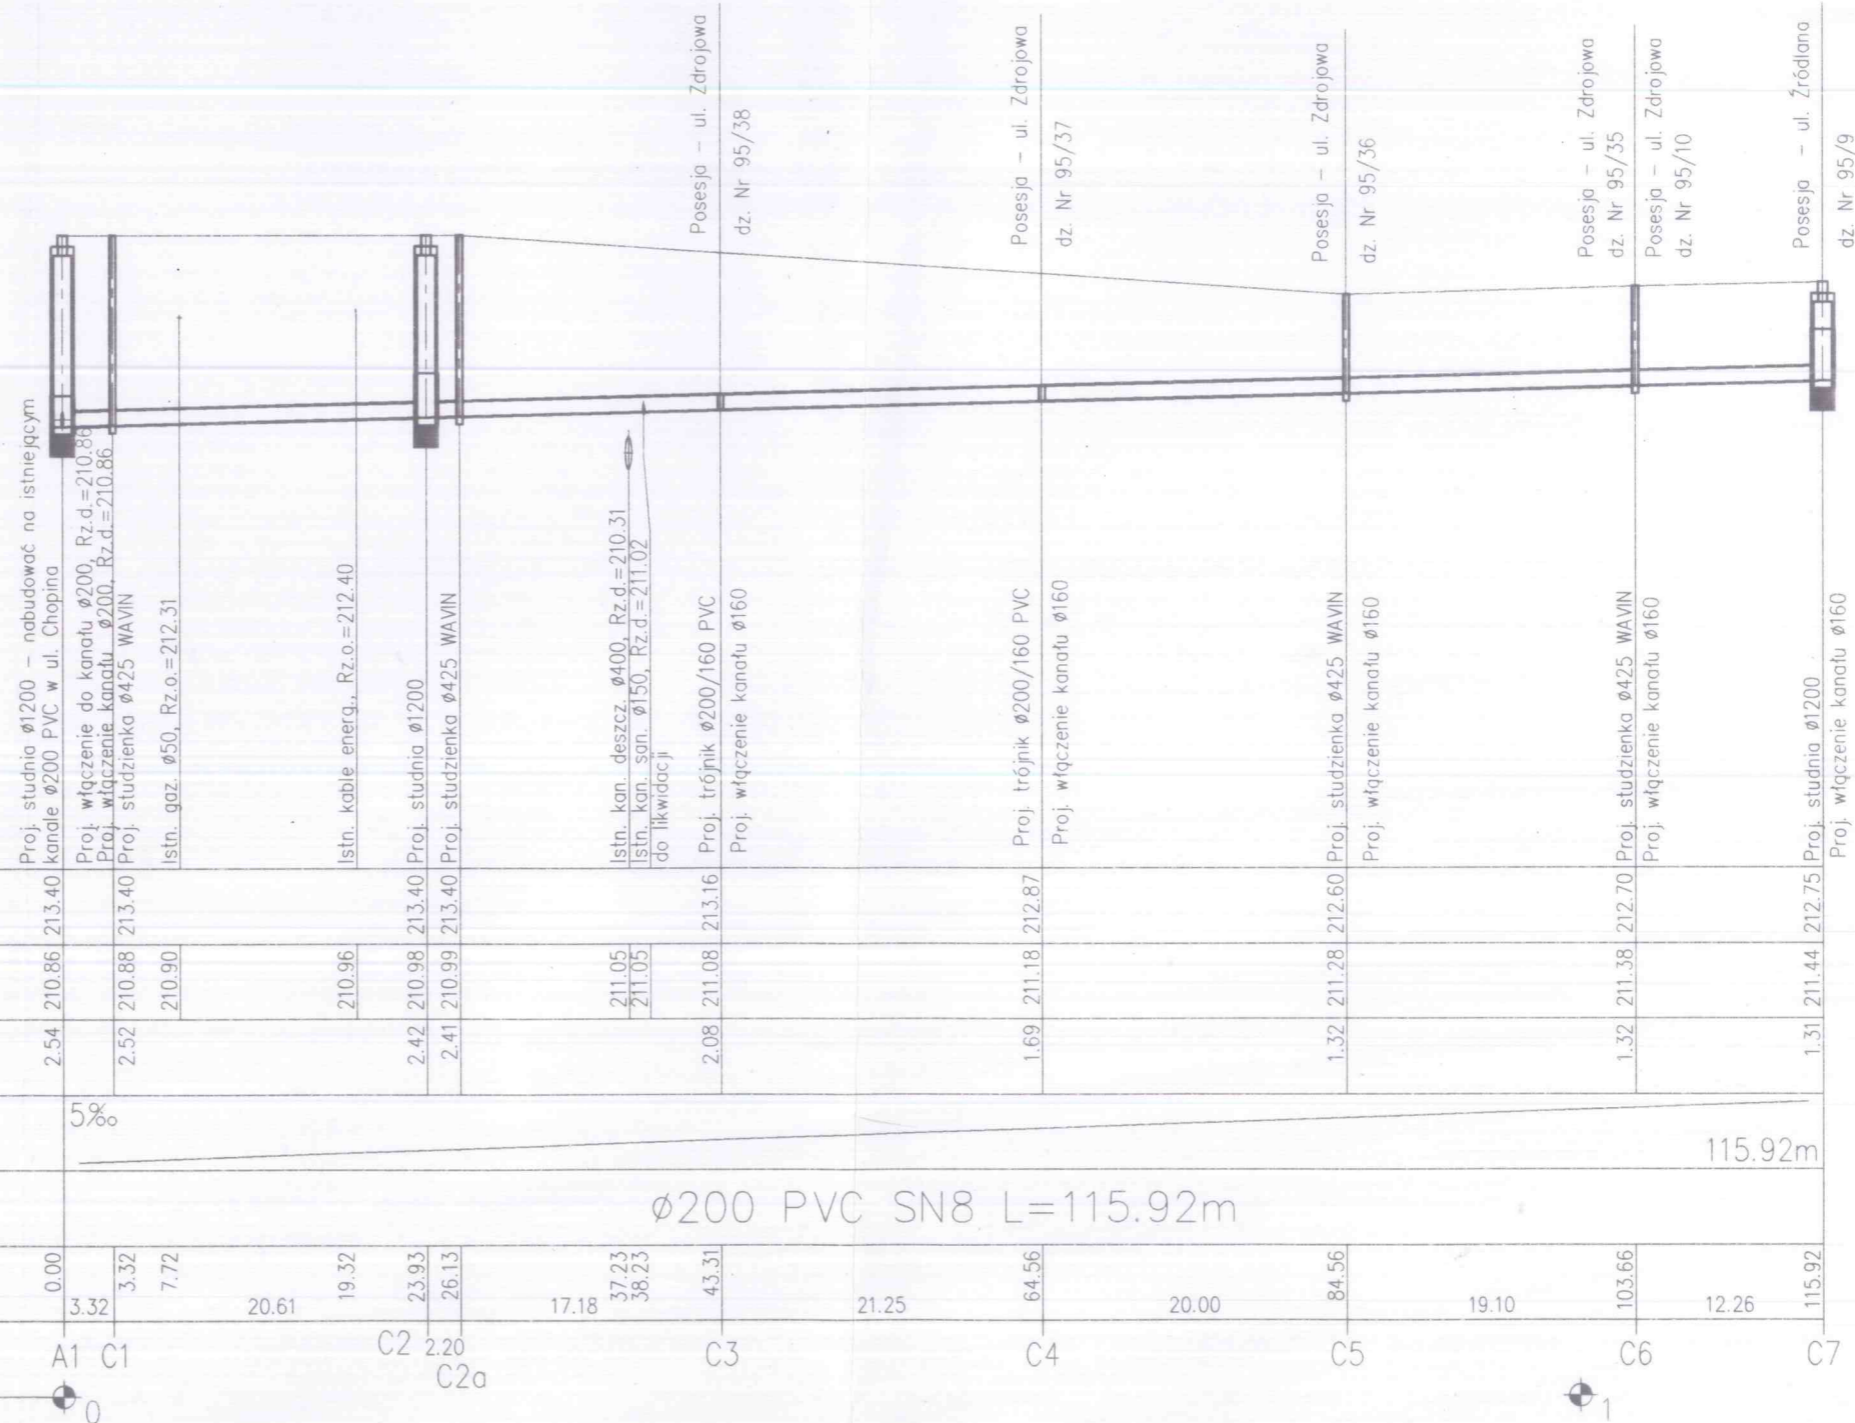 Posesja - ul. Zdrojowa
dz. Nr 95/38
Posesja - ul. Zdrojowa
dz. Nr 95/37
Posesja - ul. Zdrojowa
dz. Nr 95/36
Posesja - ul. Zdrojowa
dz. Nr 95/35
Posesja - ul. Zdrojowa
dz. Nr 95/10
Posesja - ul. Źródlana
dz. Nr 95/9
Proj. studnia ø1200 - nabudować na istniejącym
kanale ø200 PVC w ul. Chopina
Proj. włączenie do kanału ø200, Rz.d.=210.86
Proj. włączenie kanału ø200, Rz.d.=210.86
Proj. studzienka ø425 WAVIN
Istn. gaz. ø50, Rz.o.=212.31
Istn. kable energ., Rz.o.=212.40
Proj. studnia ø1200
Proj. studzienka ø425 WAVIN
Istn. kan. deszcz. ø400, Rz.d.=210.31
Istn. kan. san. ø150, Rz.d.=211.02
do likwidacji
Proj. trójnik ø200/160 PVC
Proj. włączenie kanału ø160
Proj. trójnik ø200/160 PVC
Proj. włączenie kanału ø160
Proj. studzienka ø425 WAVIN
Proj. włączenie kanału ø160
Proj. studzienka ø425 WAVIN
Proj. włączenie kanału ø160
Proj. studnia ø1200
Proj. włączenie kanału ø160
213.40 213.40 213.40 213.40 213.16 212.87 212.60 212.70 212.75
210.86 210.88 210.90 210.96 210.98 210.99 211.05 211.05 211.08 211.18 211.28 211.38 211.44
2.54 2.52 2.42 2.41 2.08 1.69 1.32 1.32 1.31
5‰
115.92m
ø200 PVC SN8 L=115.92m
0.00 3.32 7.72 19.32 23.93 26.13 37.23 38.23 43.31 64.56 84.56 103.66 115.92
3.32 20.61 17.18 21.25 20.00 19.10 12.26
A1 C1 C2 2.20 C3 C4 C5 C6 C7
C2a
0 1